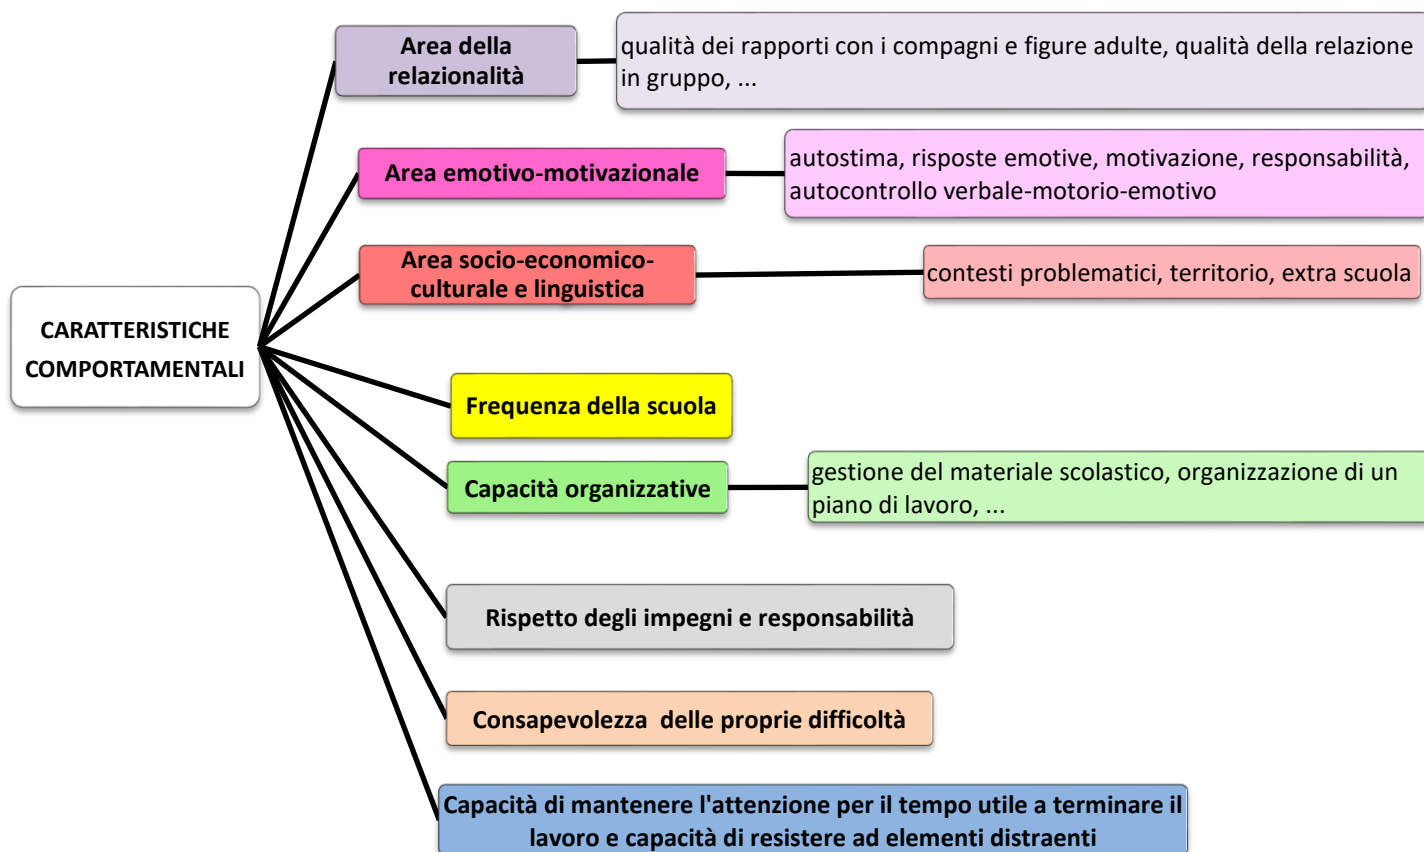 Area della
relazionalità
qualità dei rapporti con i compagni e figure adulte, qualità della relazione
in gruppo, ...
Area emotivo-motivazionale
autostima, risposte emotive, motivazione, responsabilità,
autocontrollo verbale-motorio-emotivo
Area socio-economico-
culturale e linguistica
contesti problematici, territorio, extra scuola
CARATTERISTICHE
COMPORTAMENTALI
Frequenza della scuola
Capacità organizzative
gestione del materiale scolastico, organizzazione di un
piano di lavoro, ...
Rispetto degli impegni e responsabilità
Consapevolezza  delle proprie difficoltà
Capacità di mantenere l'attenzione per il tempo utile a terminare il
lavoro e capacità di resistere ad elementi distraenti